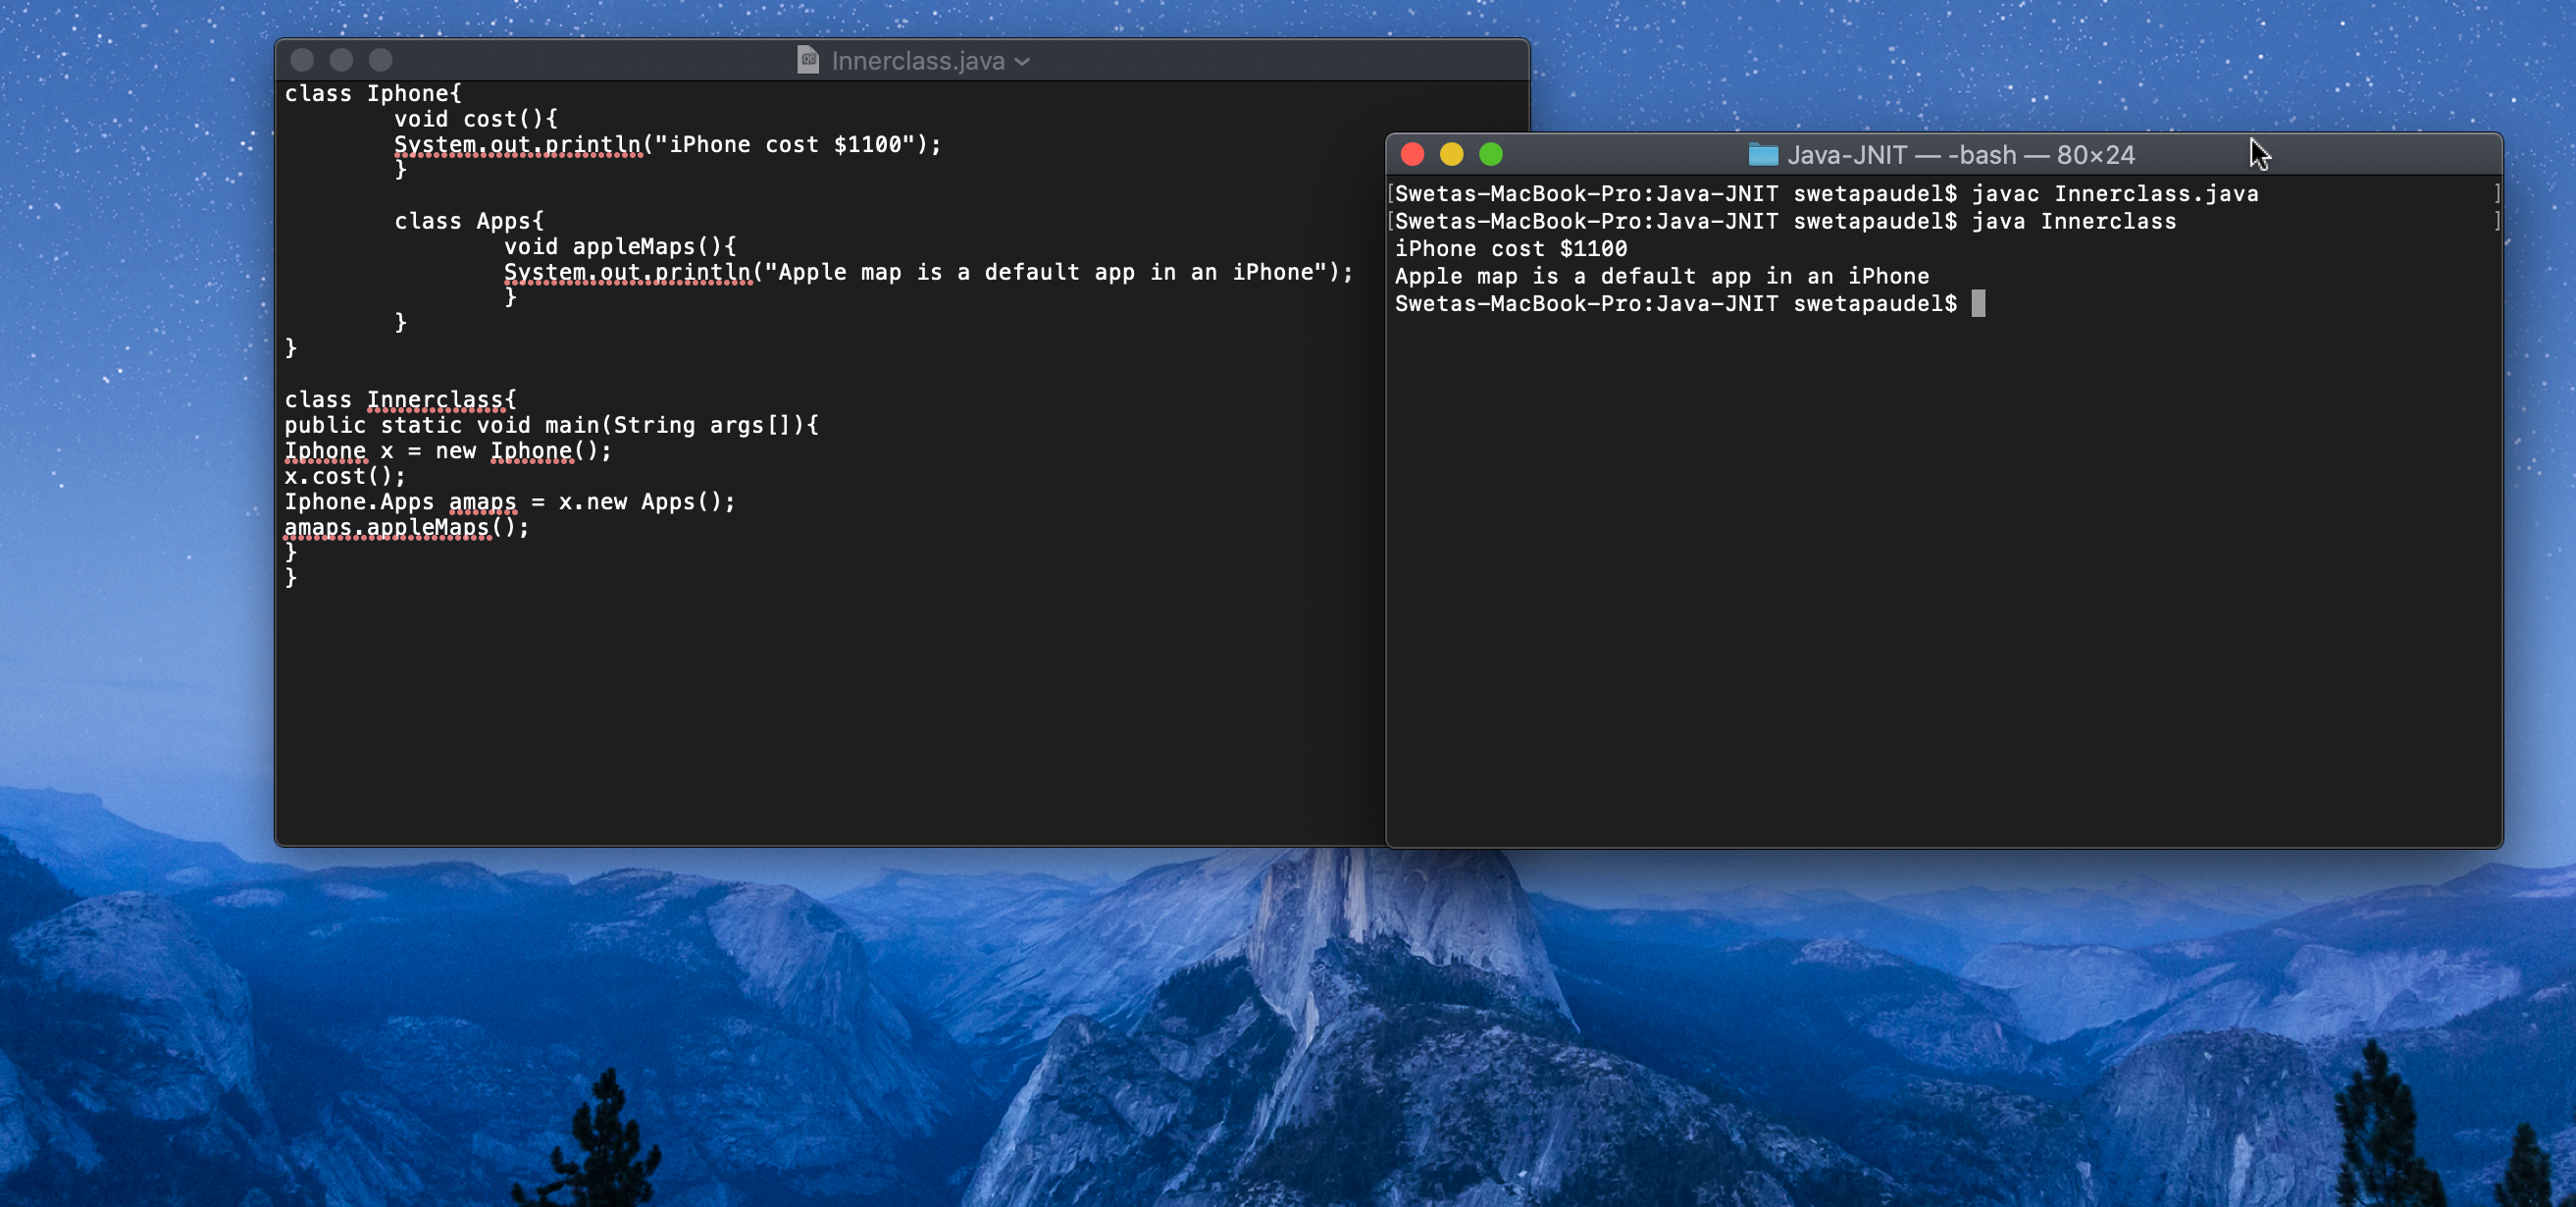 Innerclass.java
class Iphone{
void cost(){
System.out.println("iPhone cost $1100");
}
class Apps{
void appleMaps(){
System.out.println("Apple map is a default app in an iPhone");
}
}
}
class Innerclass{
public static void main(String args[]){
Iphone x = new Iphone();
x.cost();
Iphone.Apps amaps = x.new Apps();
amaps.appleMaps();
}
}
Java-JNIT — -bash — 80×24
[Swetas-MacBook-Pro:Java-JNIT swetapaudel$ javac Innerclass.java ]
[Swetas-MacBook-Pro:Java-JNIT swetapaudel$ java Innerclass ]
iPhone cost $1100
Apple map is a default app in an iPhone
Swetas-MacBook-Pro:Java-JNIT swetapaudel$